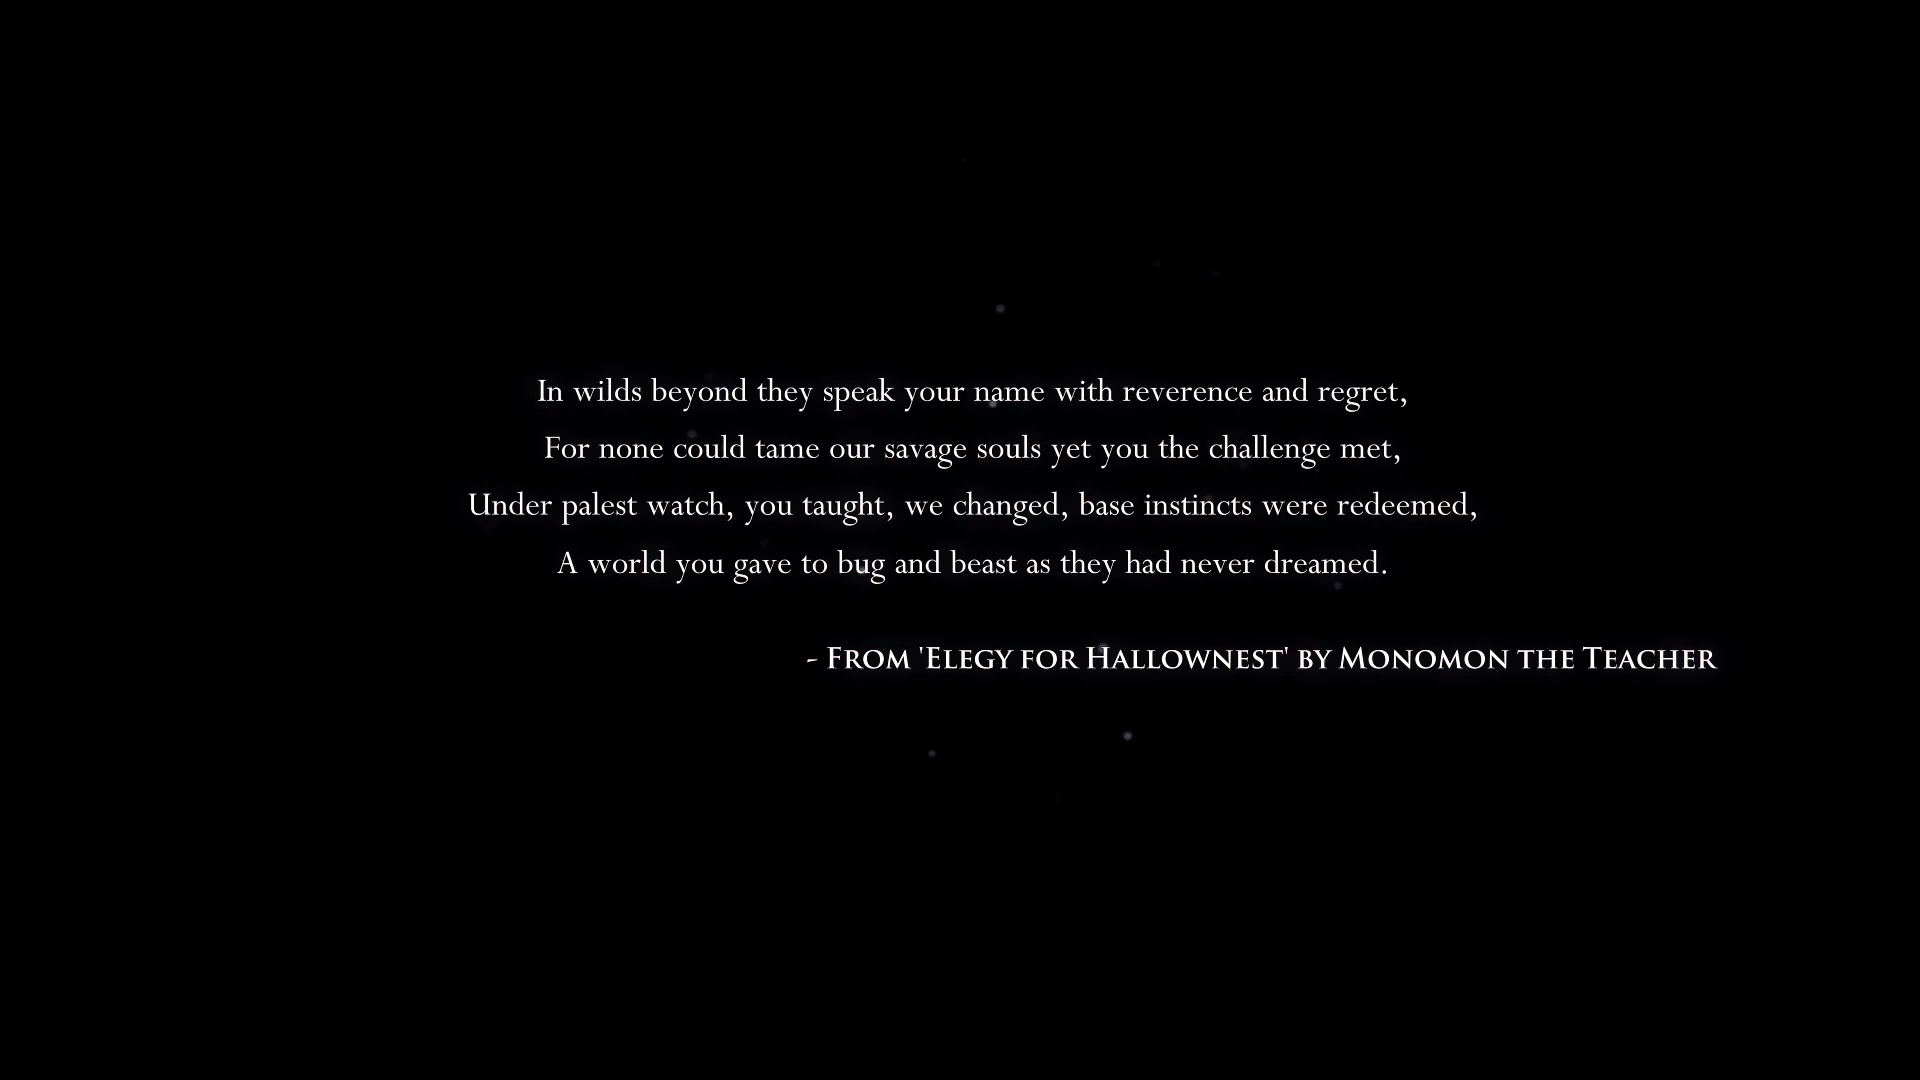 In wilds beyond they speak your name with reverence and regret,
For none could tame our savage souls yet you the challenge met,
Under palest watch, you taught, we changed, base instincts were redeemed,
A world you gave to bug and beast as they had never dreamed.
- From 'Elegy for Hallownest' by Monomon the Teacher